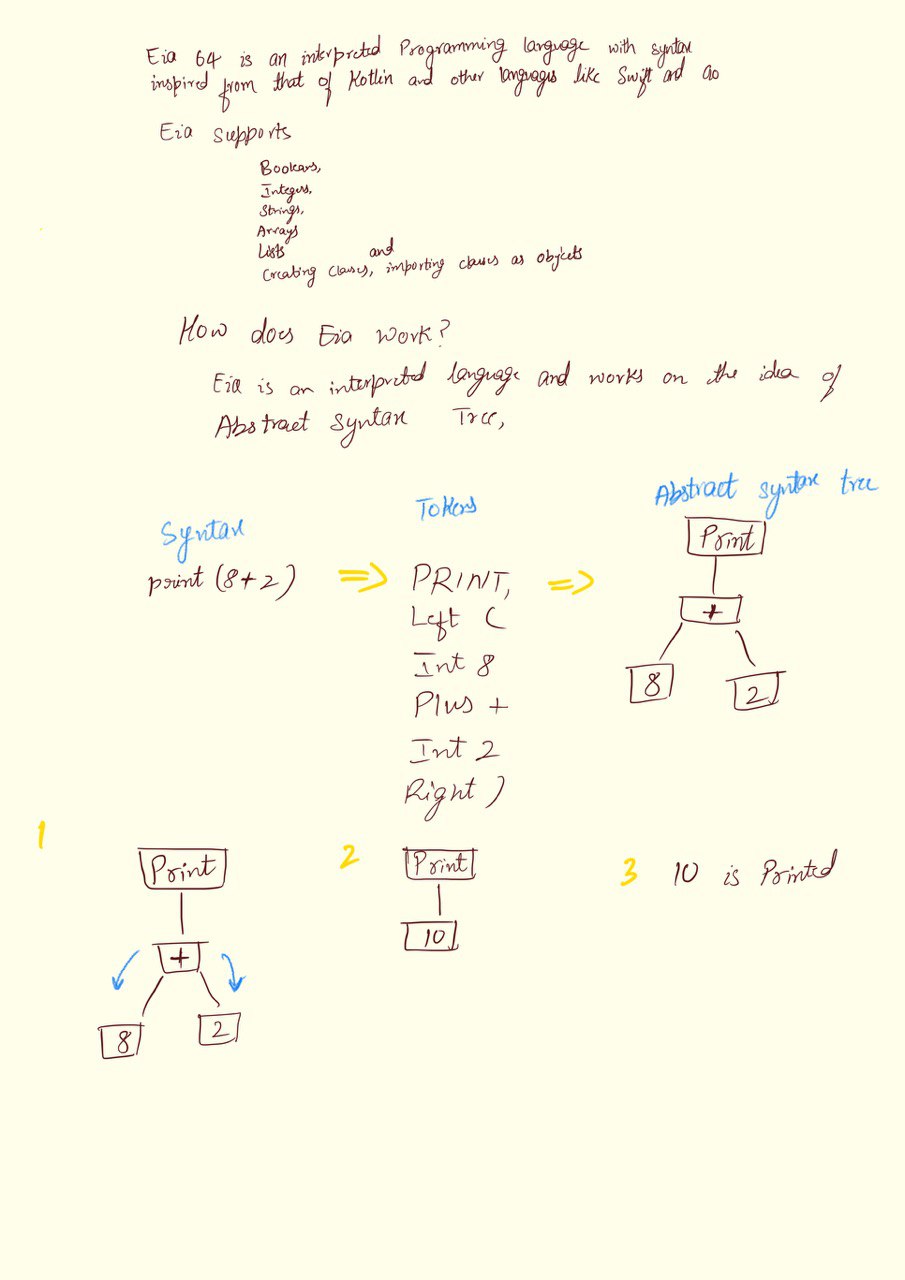 Eia 64 is an interpreted Programming language with syntax
inspired from that of Kotlin and other languages like Swift and Go
Eia supports
Booleans,
Integers,
Strings,
Arrays
Lists and
Creating Classes, importing classes as objects
How does Eia work?
Eia is an interpreted language and works on the idea of
Abstract Syntax Tree,
Syntax
print (8+2)
=>
Tokens
PRINT,
Left (
Int 8
Plus +
Int 2
Right )
=>
Abstract syntax tree
Print
+
8 2
1
Print
+
8 2
2
Print
10
3 10 is Printed